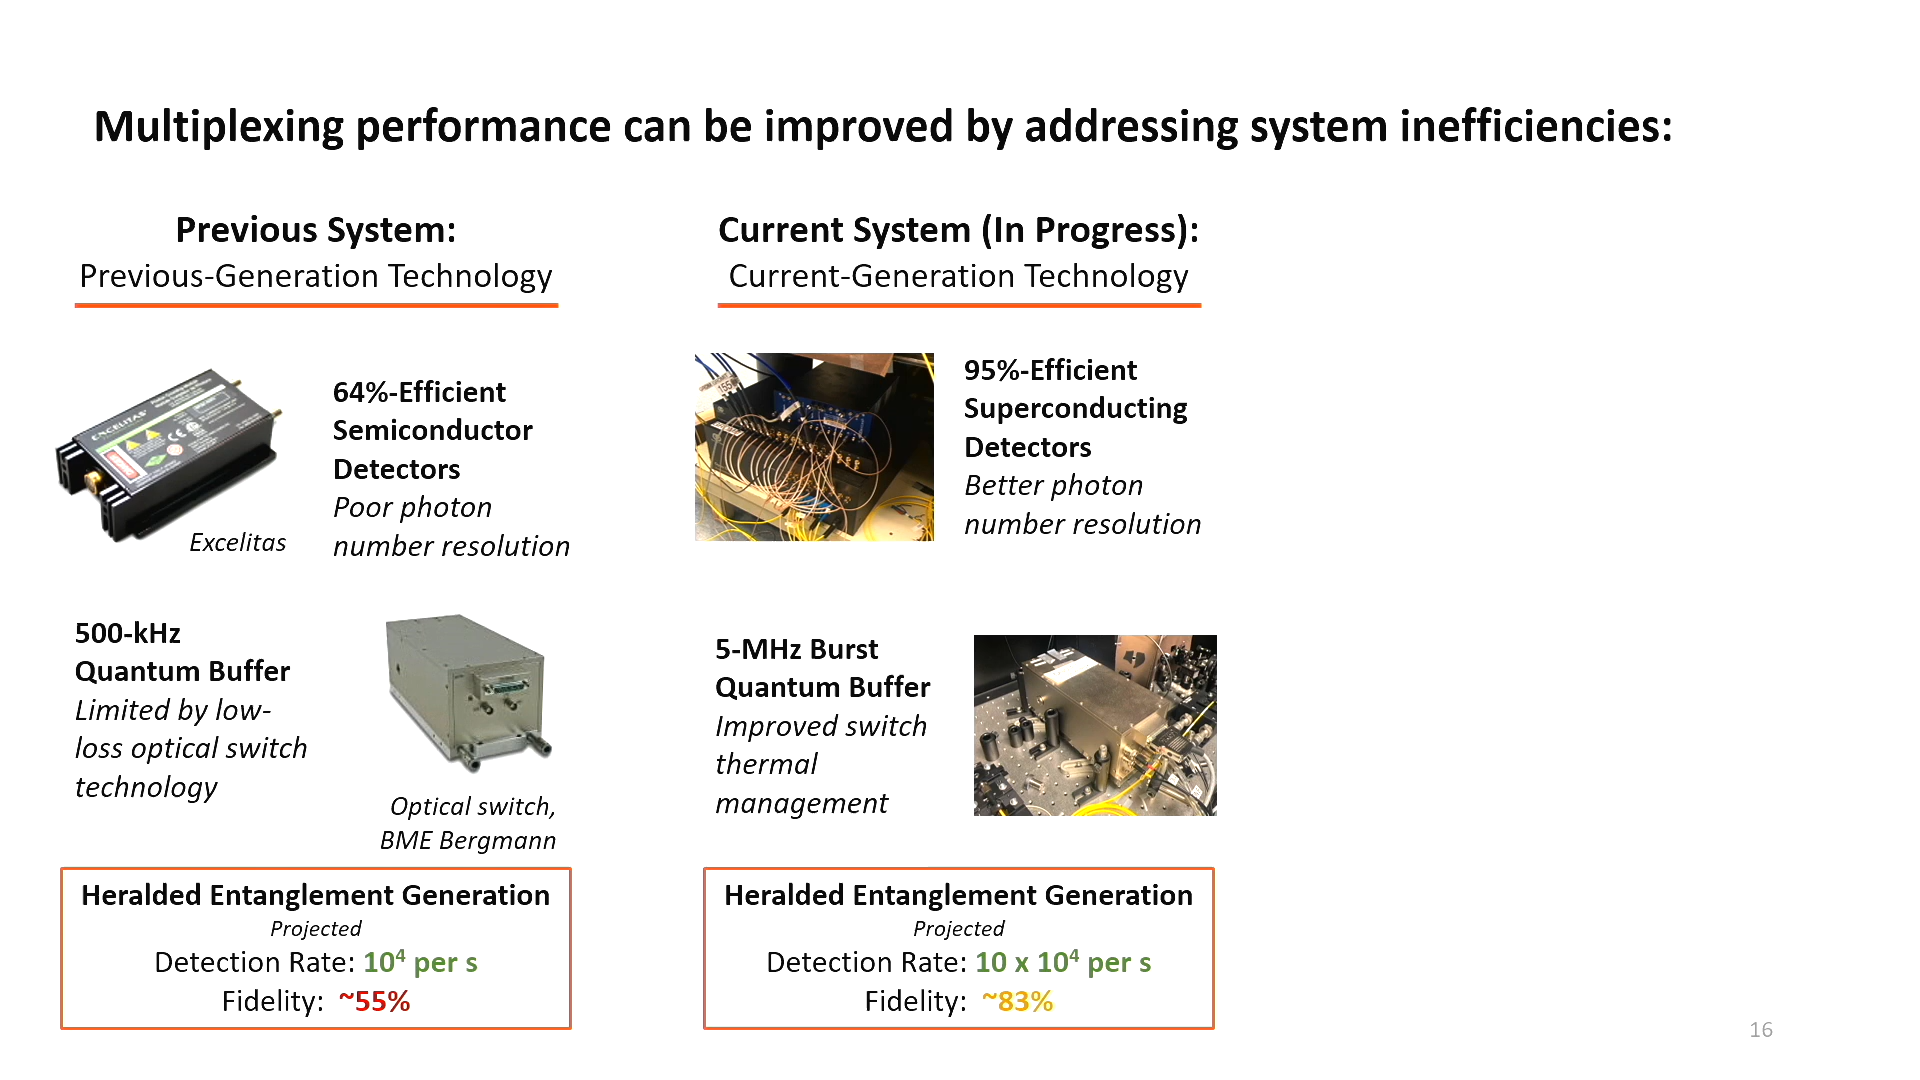 Multiplexing performance can be improved by addressing system inefficiencies:
Previous System:
Previous-Generation Technology
EXCELITAS
Excelitas
64%-Efficient
Semiconductor
Detectors
Poor photon
number resolution
500-kHz
Quantum Buffer
Limited by low-
loss optical switch
technology
Optical switch,
BME Bergmann
Heralded Entanglement Generation
Projected
Detection Rate: 10⁴ per s
Fidelity: ~55%
Current System (In Progress):
Current-Generation Technology
95%-Efficient
Superconducting
Detectors
Better photon
number resolution
5-MHz Burst
Quantum Buffer
Improved switch
thermal
management
Heralded Entanglement Generation
Projected
Detection Rate: 10 x 10⁴ per s
Fidelity: ~83%
16